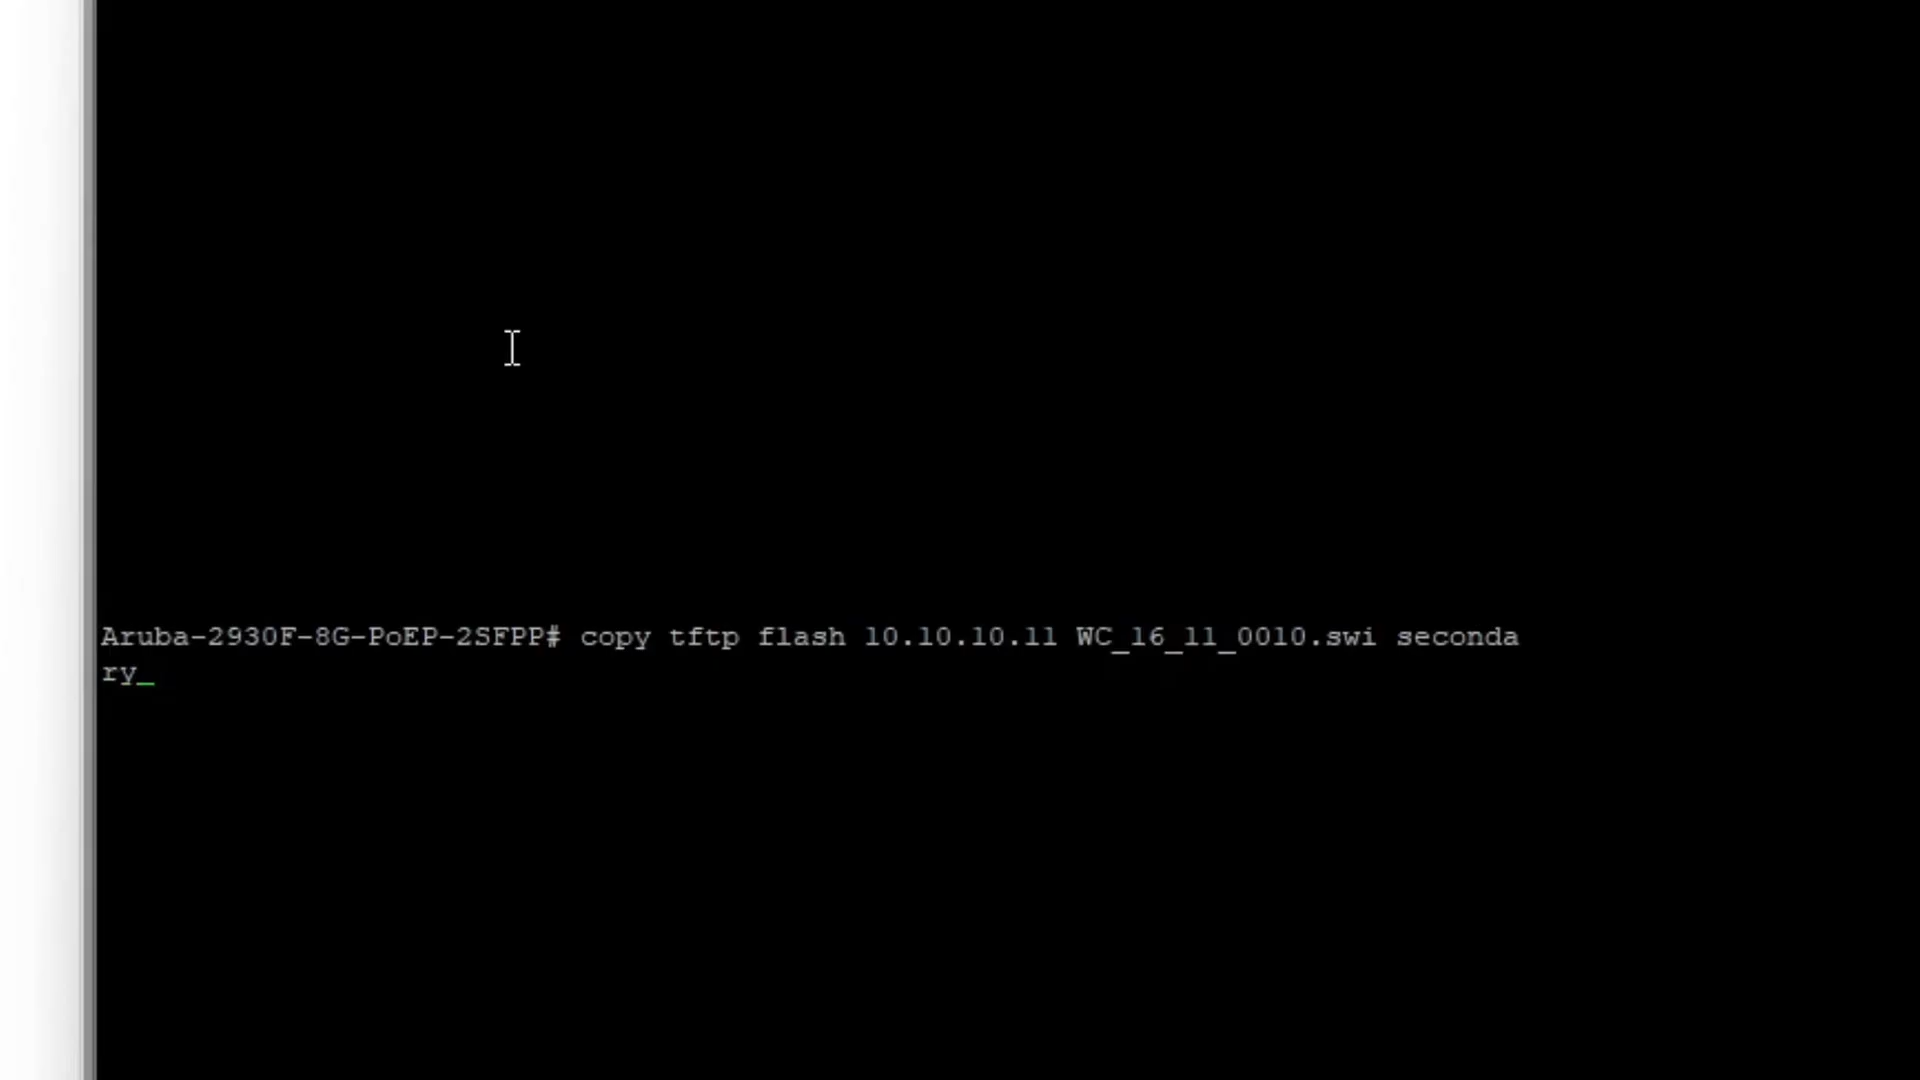 Aruba-2930F-8G-PoEP-2SFPP# copy tftp flash 10.10.10.11 WC_16_11_0010.swi seconda
ry_